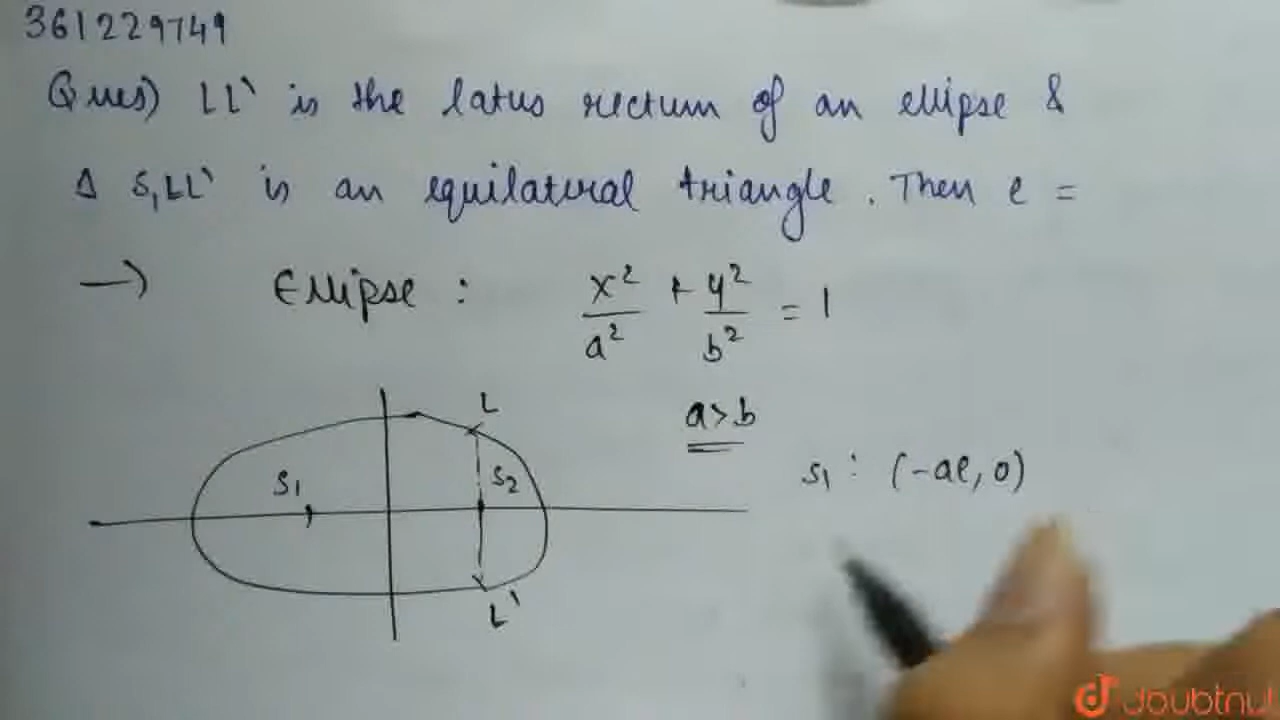 361229749
Ques) LL' is the latus rectum of an ellipse &
Δ S₁LL' is an equilateral triangle. Then e =
→ Ellipse : x²/a² + y²/b² = 1
a>b
L
S₁
S₂
S₁ : (-ae, 0)
L'
doubtnut